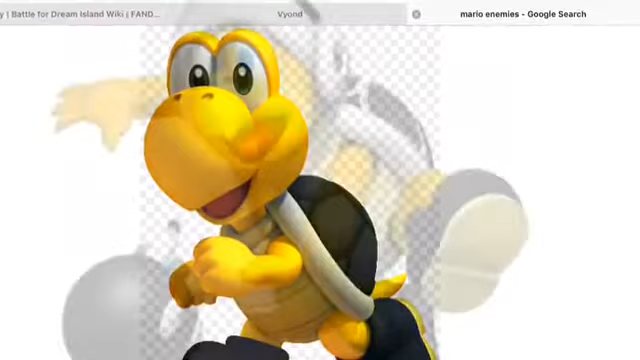 y | Battle for Dream Island Wiki | FAND...
Vyond
mario enemies - Google Search